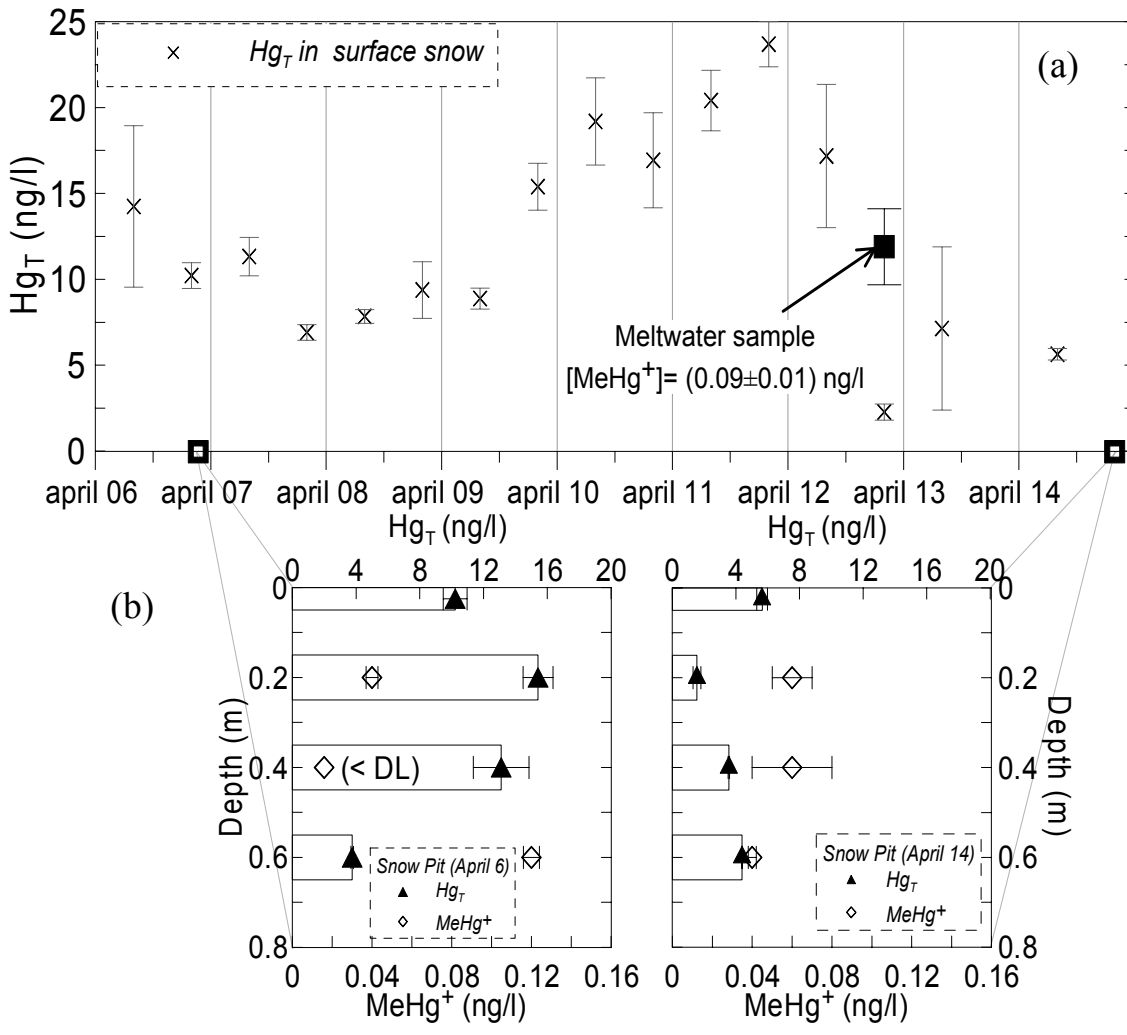 25
20
15
10
5
0
Hg_T (ng/l)
Hg_T in surface snow
(a)
Meltwater sample
[MeHg⁺]= (0.09±0.01) ng/l
april 06 april 07 april 08 april 09 april 10 april 11 april 12 april 13 april 14
Hg_T (ng/l) Hg_T (ng/l)
(b)
0 4 8 12 16 20
0
0.2
0.4
0.6
0.8
Depth (m)
(< DL)
Snow Pit (April 6)
Hg_T
MeHg⁺
0 0.04 0.08 0.12 0.16
MeHg⁺ (ng/l)
0 4 8 12 16 20
0
0.2
0.4
0.6
0.8
Depth (m)
Snow Pit (April 14)
Hg_T
MeHg⁺
0 0.04 0.08 0.12 0.16
MeHg⁺ (ng/l)